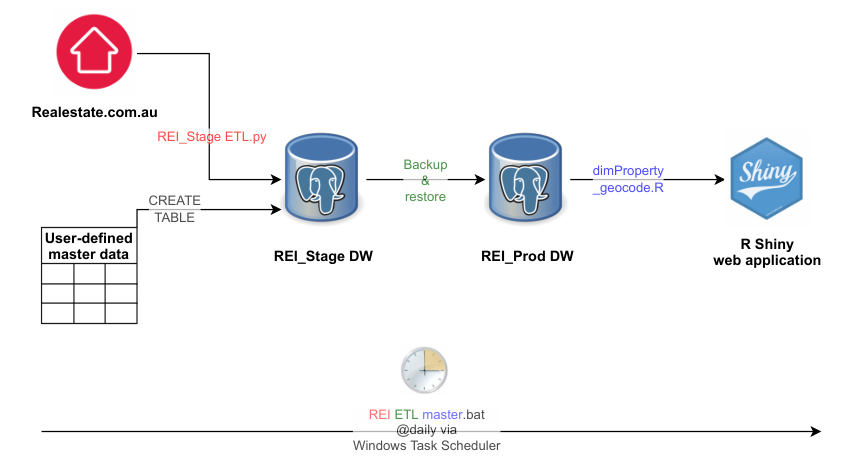 Realestate.com.au
REI_Stage ETL.py
Backup
&
restore
dimProperty
_geocode.R
Shiny
CREATE
TABLE
User-defined
master data
REI_Stage DW
REI_Prod DW
R Shiny
web application
REI ETL master.bat
@daily via
Windows Task Scheduler